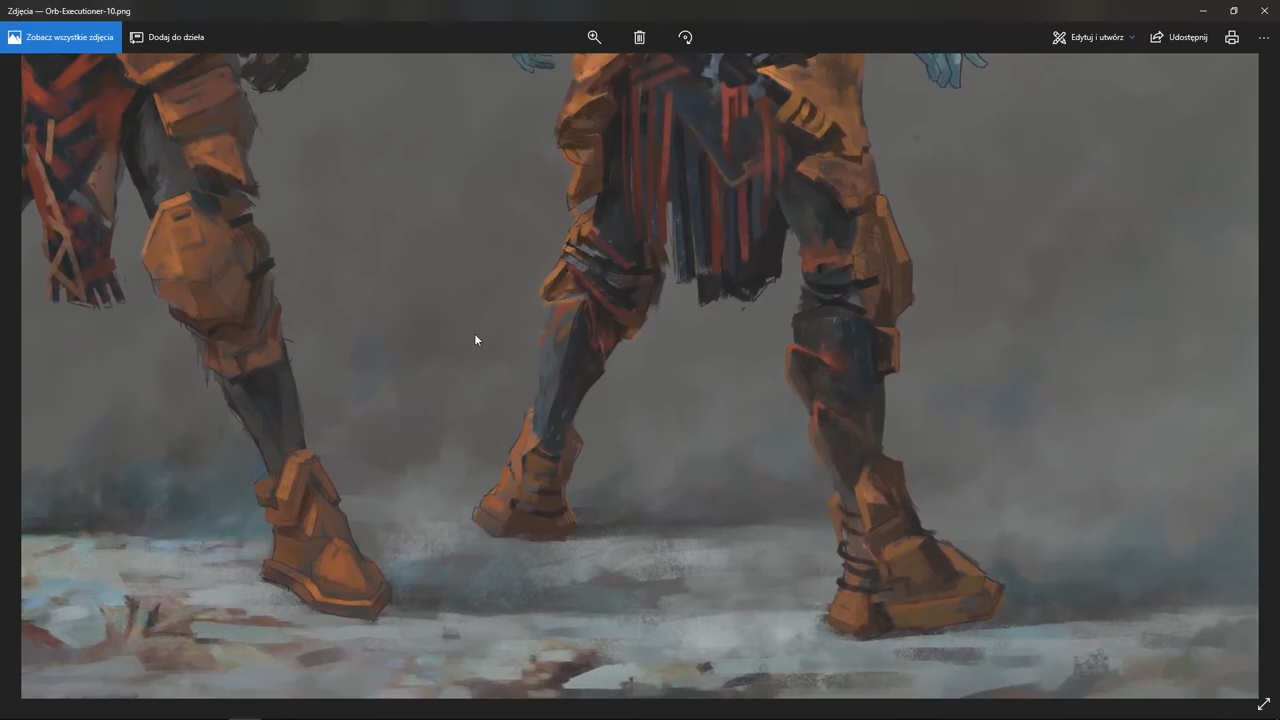 Zdjęcia — Orb-Executioner-10.png
Zobacz wszystkie zdjęcia
Dodaj do dzieła
Edytuj i utwórz
Udostępnij